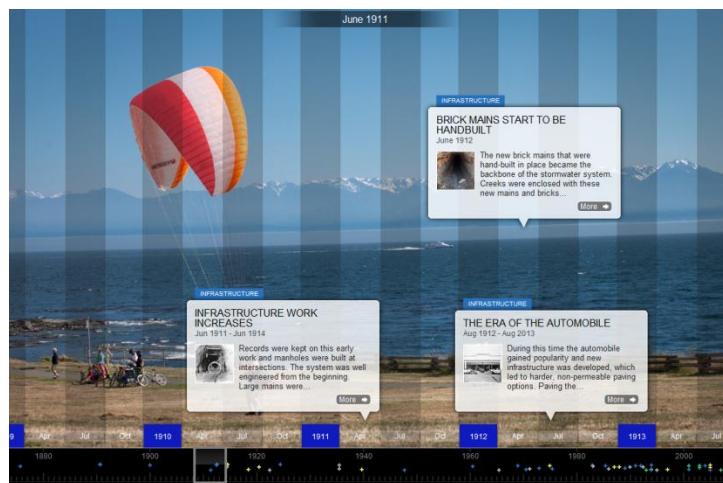 June 1911
INFRASTRUCTURE
BRICK MAINS START TO BE
HANDBUILT
June 1912
The new brick mains that were
hand-built in place became the
backbone of the stormwater system.
Creeks were enclosed with these
new mains and bricks...
More
INFRASTRUCTURE
INFRASTRUCTURE WORK
INCREASES
Jun 1911 - Jun 1914
Records were kept on this early
work and manholes were built at
intersections. The system was well
engineered from the beginning.
Large mains were...
More
INFRASTRUCTURE
THE ERA OF THE AUTOMOBILE
Aug 1912 - Aug 2013
During this time the automobile
gained popularity and new
infrastructure was developed, which
led to harder, non-permeable paving
options. Paving the...
More
9 Apr Jul Oct 1910 Apr Jul Oct 1911 Apr Jul Oct 1912 Apr Jul Oct 1913 Apr Jul
1880 1900 1920 1940 1960 1980 2000